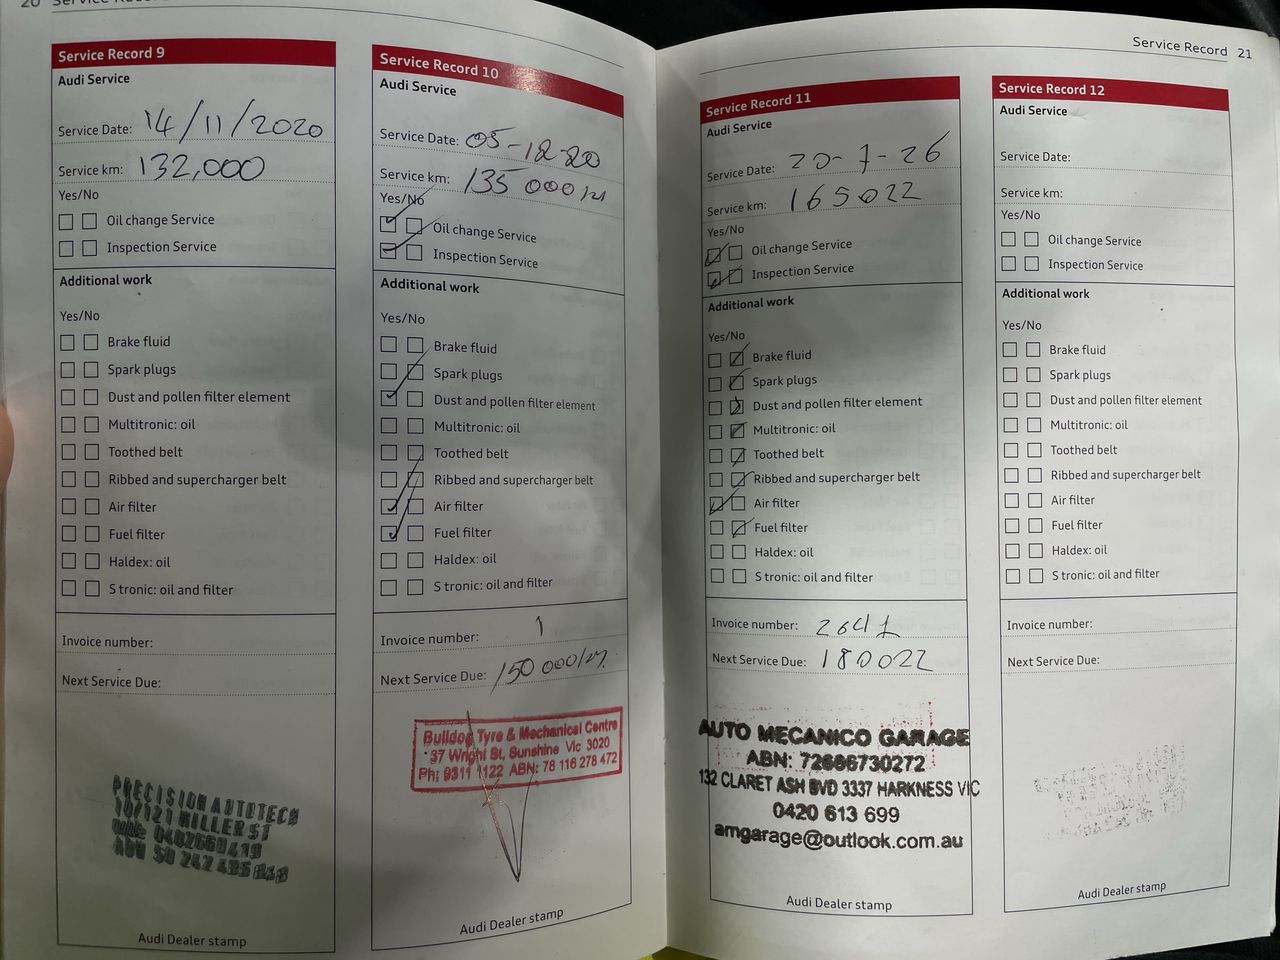 20 Service
Service Record 9
Audi Service
Service Date: 14/11/2020
Service km: 132,000
Yes/No
Oil change Service
Inspection Service
Additional work
Yes/No
Brake fluid
Spark plugs
Dust and pollen filter element
Multitronic: oil
Toothed belt
Ribbed and supercharger belt
Air filter
Fuel filter
Haldex: oil
S tronic: oil and filter
Invoice number:
Next Service Due:
PRECISION AUTOTECH
10/121 MILLER ST
0402660419
ABN 50 242 495
Audi Dealer stamp
Service Record 10
Audi Service
Service Date: 05-12-20
Service km: 135 000
Yes/No
Oil change Service
Inspection Service
Additional work
Yes/No
Brake fluid
Spark plugs
Dust and pollen filter element
Multitronic: oil
Toothed belt
Ribbed and supercharger belt
Air filter
Fuel filter
Haldex: oil
S tronic: oil and filter
Invoice number: 1
Next Service Due: 150 000
Bulldog Tyre & Mechanical Centre
37 Wright St, Sunshine Vic 3020
Ph: 9311 1122 ABN: 78 116 278 472
Audi Dealer stamp
Service Record 21
Service Record 11
Audi Service
Service Date: 20-7-26
Service km: 165022
Yes/No
Oil change Service
Inspection Service
Additional work
Yes/No
Brake fluid
Spark plugs
Dust and pollen filter element
Multitronic: oil
Toothed belt
Ribbed and supercharger belt
Air filter
Fuel filter
Haldex: oil
S tronic: oil and filter
Invoice number: 2641
Next Service Due: 180022
AUTO MECANICO GARAGE
ABN: 72686730272
132 CLARET ASH BVD 3337 HARKNESS VIC
0420 613 699
amgarage@outlook.com.au
Audi Dealer stamp
Service Record 12
Audi Service
Service Date:
Service km:
Yes/No
Oil change Service
Inspection Service
Additional work
Yes/No
Brake fluid
Spark plugs
Dust and pollen filter element
Multitronic: oil
Toothed belt
Ribbed and supercharger belt
Air filter
Fuel filter
Haldex: oil
S tronic: oil and filter
Invoice number:
Next Service Due:
Audi Dealer stamp